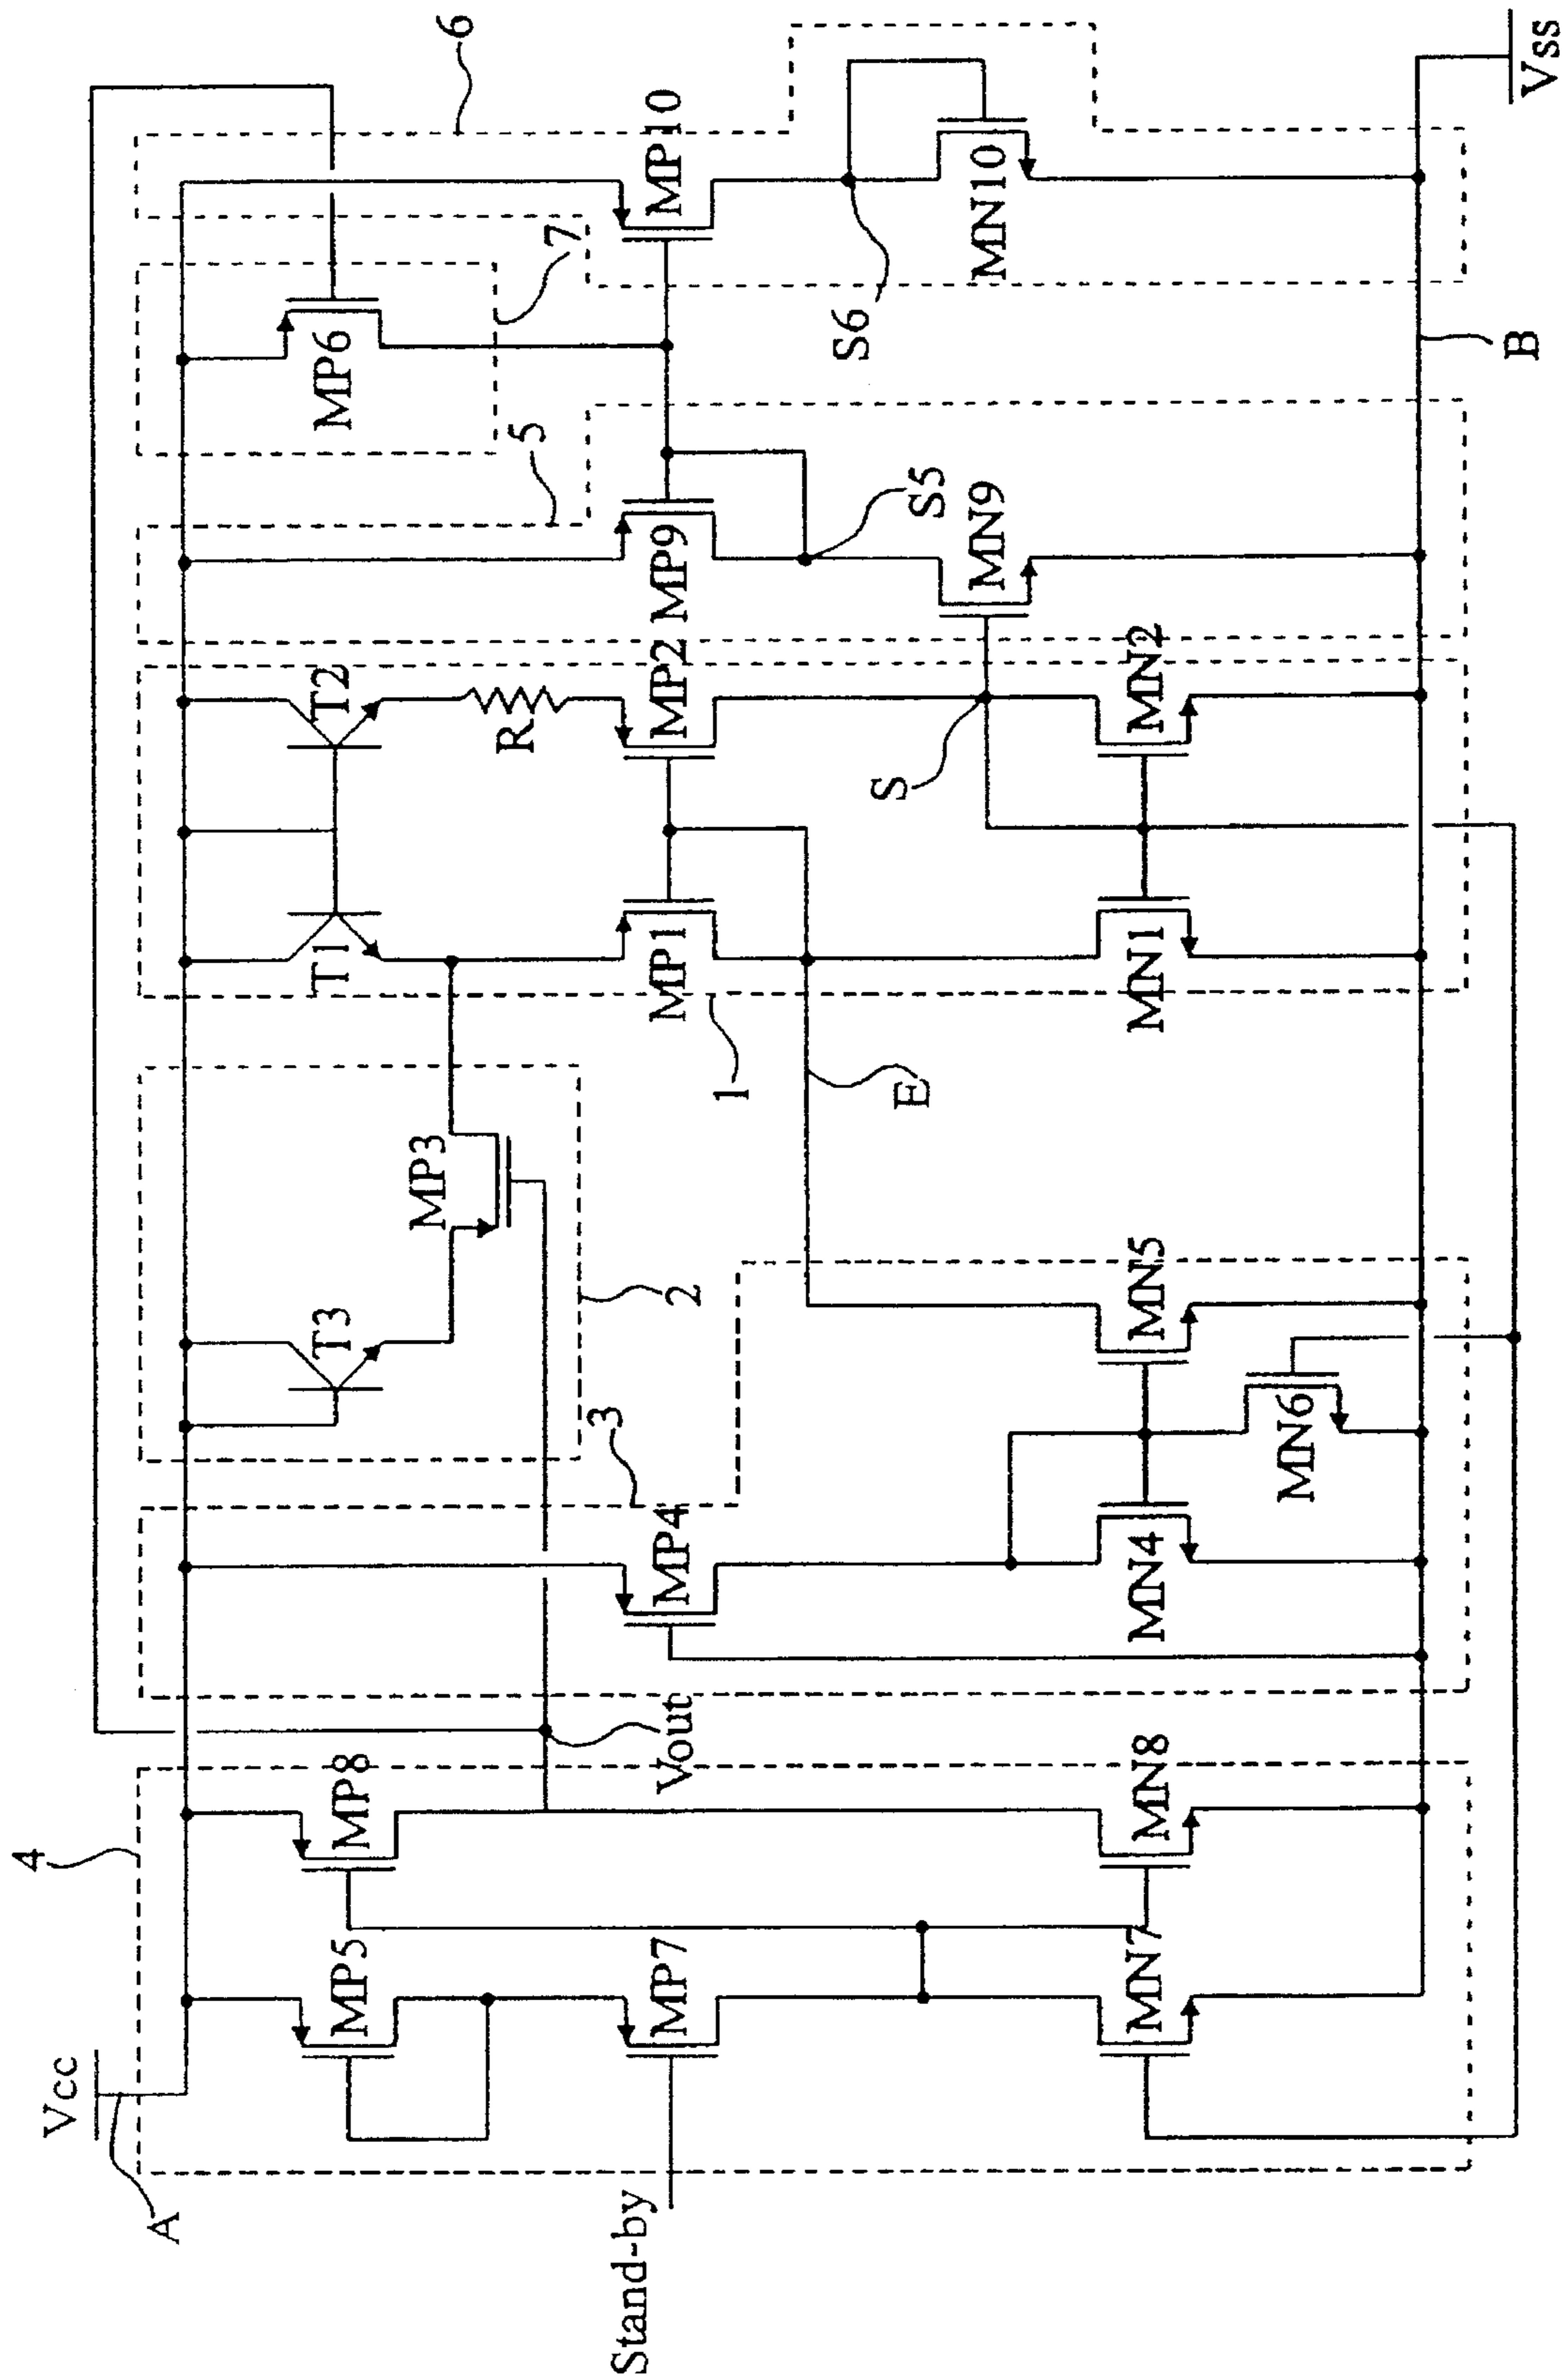 Vcc
A
Stand-by
4
MP5
MP8
MP7
MN7
MN8
Vout
3
MP4
MN4
MN5
MN6
2
T3
MP3
1
E
T1
T2
R
MP1
MP2
S
MN1
MN2
5
MP9
S5
MN9
7
MP6
6
MP10
S6
MN10
B
Vss